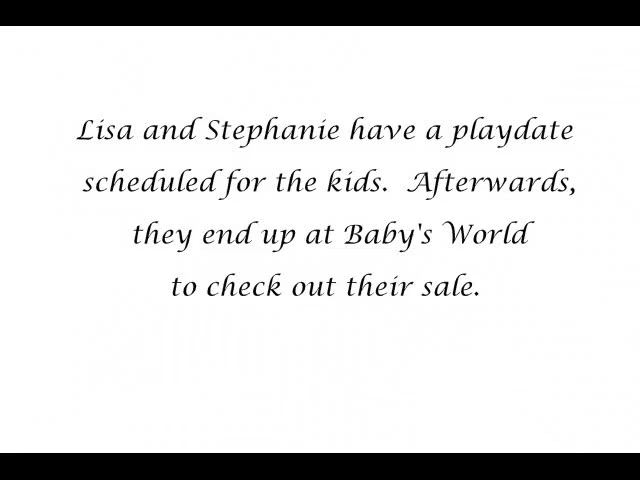 Lisa and Stephanie have a playdate
scheduled for the kids.  Afterwards,
they end up at Baby's World
to check out their sale.